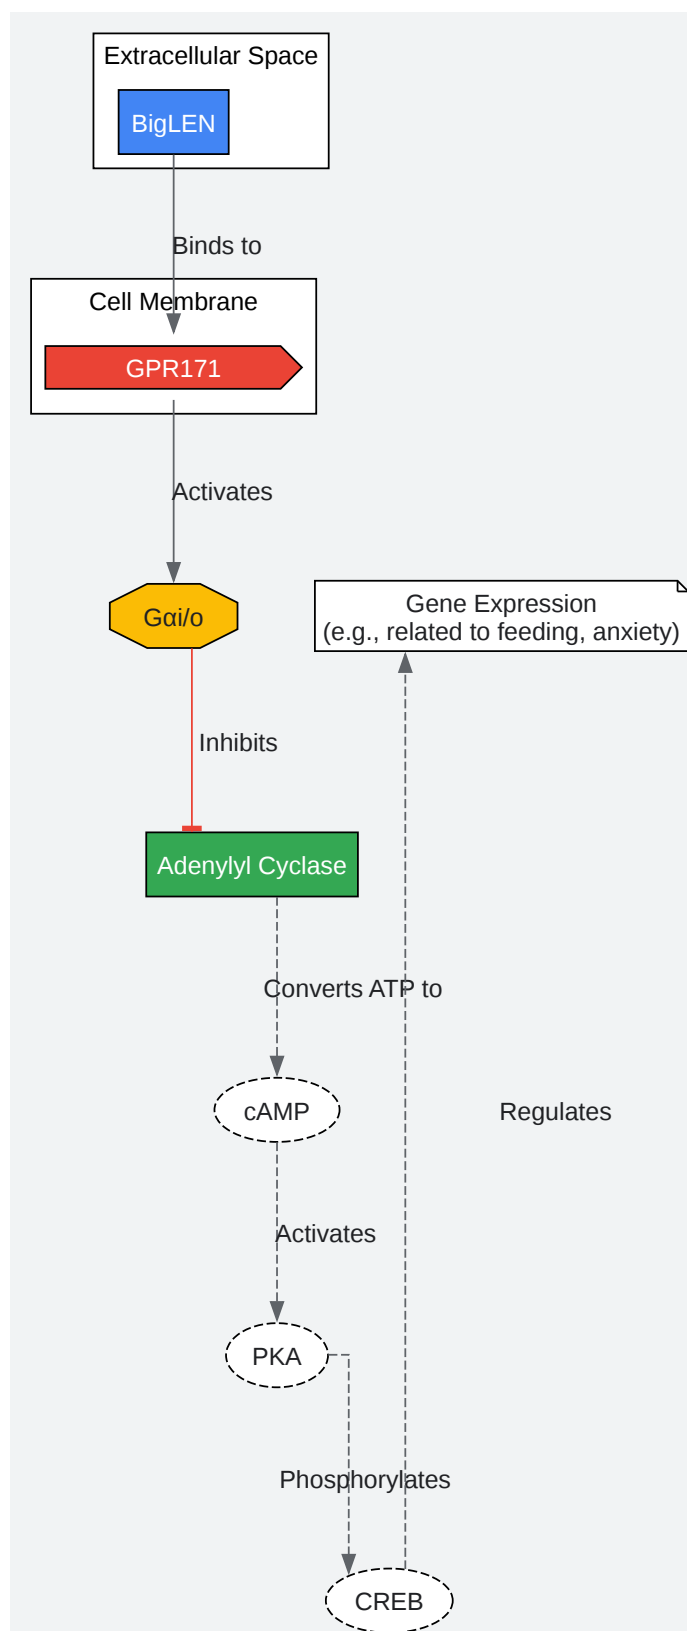 Extracellular Space
BigLEN
Binds to
Cell Membrane
GPR171
Activates
Gαi/o
Gene Expression
(e.g., related to feeding, anxiety)
Inhibits
Adenylyl Cyclase
Converts ATP to
cAMP
Regulates
Activates
PKA
Phosphorylates
CREB